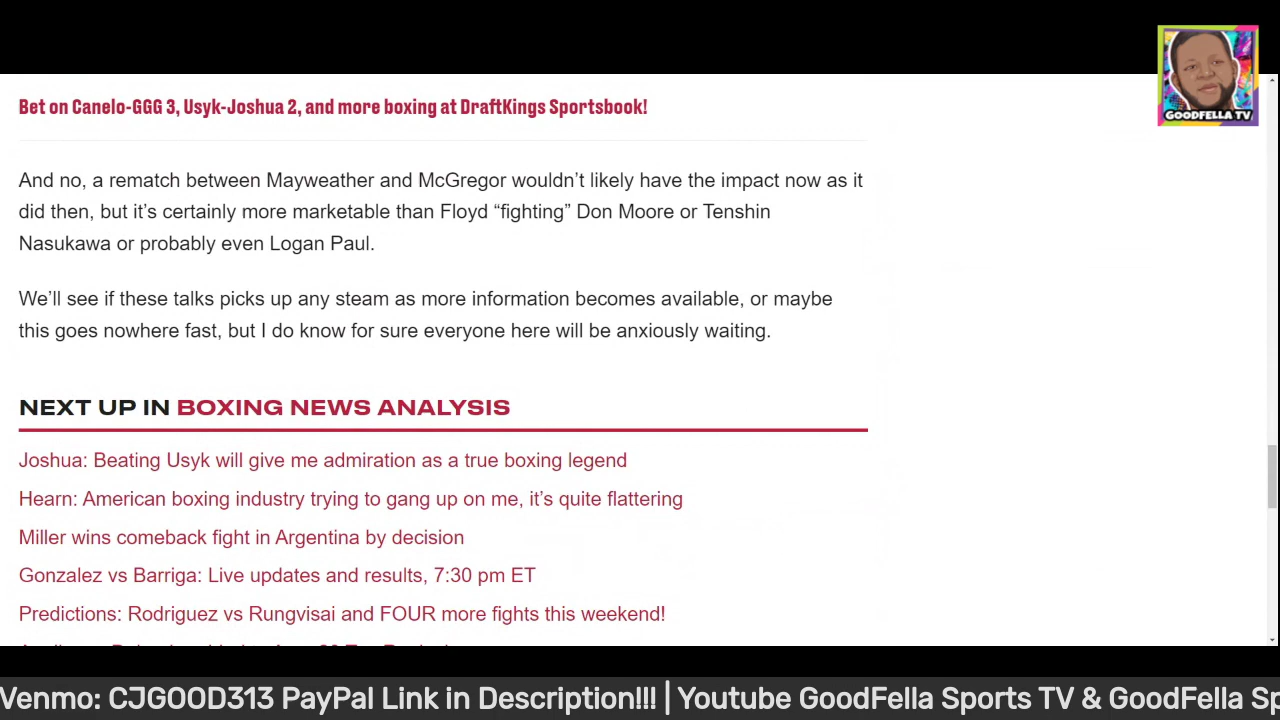 GOODFELLA TV
Bet on Canelo-GGG 3, Usyk-Joshua 2, and more boxing at DraftKings Sportsbook!
And no, a rematch between Mayweather and McGregor wouldn’t likely have the impact now as it
did then, but it’s certainly more marketable than Floyd “fighting” Don Moore or Tenshin
Nasukawa or probably even Logan Paul.
We’ll see if these talks picks up any steam as more information becomes available, or maybe
this goes nowhere fast, but I do know for sure everyone here will be anxiously waiting.
NEXT UP IN BOXING NEWS ANALYSIS
Joshua: Beating Usyk will give me admiration as a true boxing legend
Hearn: American boxing industry trying to gang up on me, it’s quite flattering
Miller wins comeback fight in Argentina by decision
Gonzalez vs Barriga: Live updates and results, 7:30 pm ET
Predictions: Rodriguez vs Rungvisai and FOUR more fights this weekend!
Venmo: CJGOOD313 PayPal Link in Description!!! | Youtube GoodFella Sports TV & GoodFella Sp